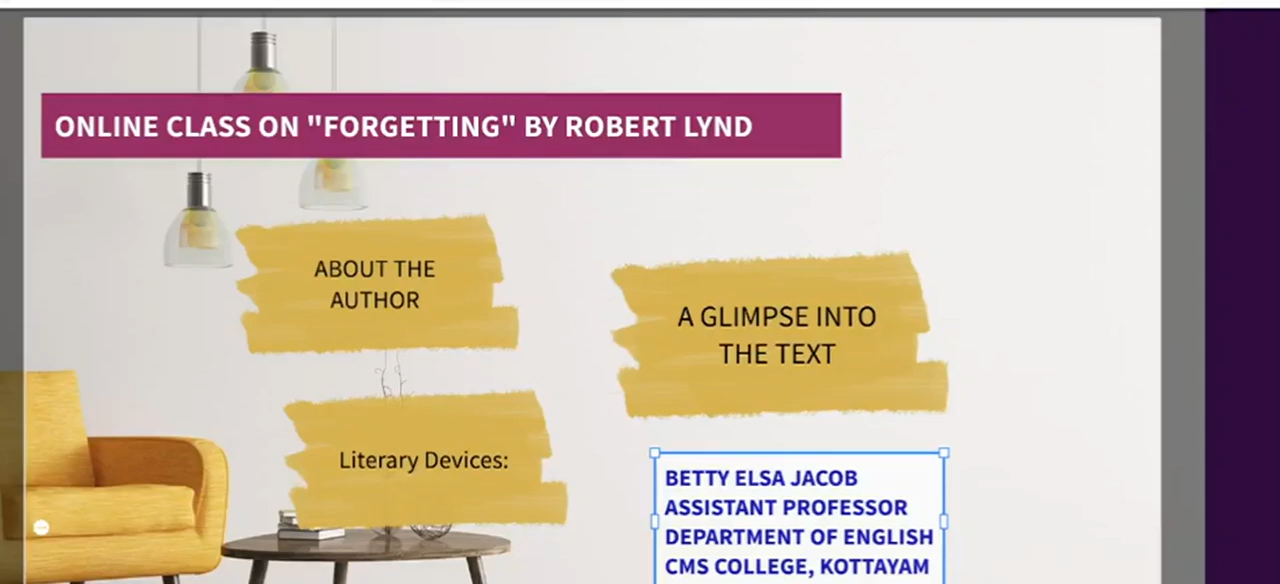 ONLINE CLASS ON "FORGETTING" BY ROBERT LYND
ABOUT THE
AUTHOR
A GLIMPSE INTO
THE TEXT
Literary Devices:
BETTY ELSA JACOB
ASSISTANT PROFESSOR
DEPARTMENT OF ENGLISH
CMS COLLEGE, KOTTAYAM